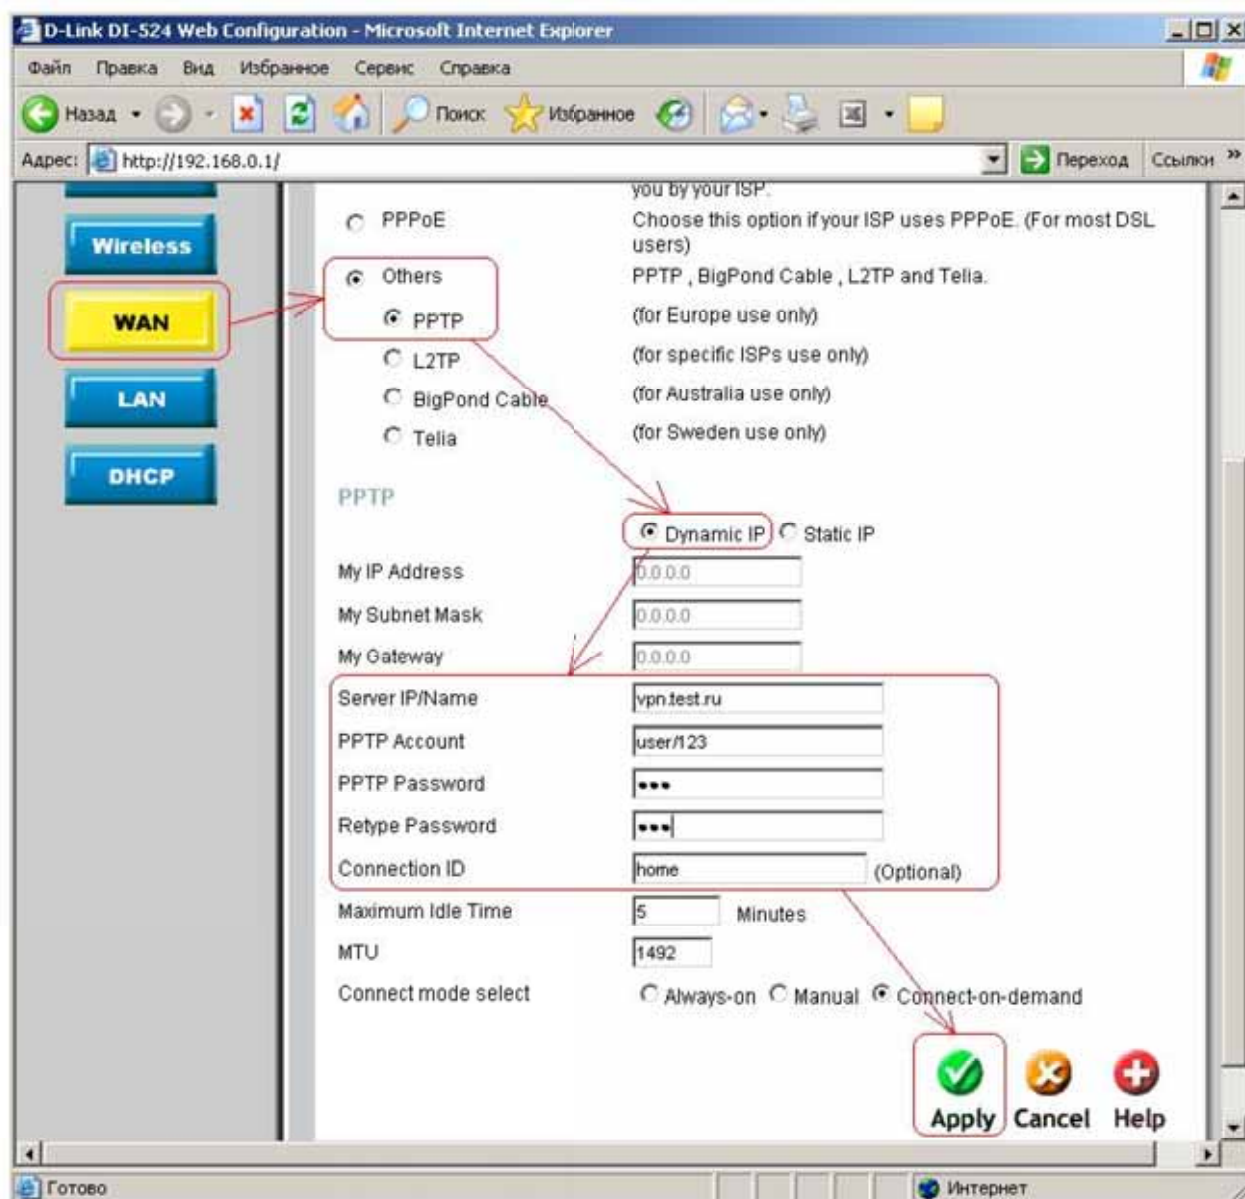 D-Link DI-524 Web Configuration - Microsoft Internet Explorer
Файл Правка Вид Избранное Сервис Справка
Назад Поиск Избранное
Адрес: http://192.168.0.1/ Переход Ссылки »
you by your ISP.
Wireless
PPPoE Choose this option if your ISP uses PPPoE. (For most DSL
users)
Others PPTP , BigPond Cable , L2TP and Telia.
WAN
PPTP (for Europe use only)
L2TP (for specific ISPs use only)
LAN
BigPond Cable (for Australia use only)
Telia (for Sweden use only)
DHCP
PPTP
Dynamic IP Static IP
My IP Address 0.0.0.0
My Subnet Mask 0.0.0.0
My Gateway 0.0.0.0
Server IP/Name vpn.test.ru
PPTP Account user/123
PPTP Password •••
Retype Password •••
Connection ID home (Optional)
Maximum Idle Time 5 Minutes
MTU 1492
Connect mode select Always-on Manual Connect-on-demand
Apply Cancel Help
Готово Интернет